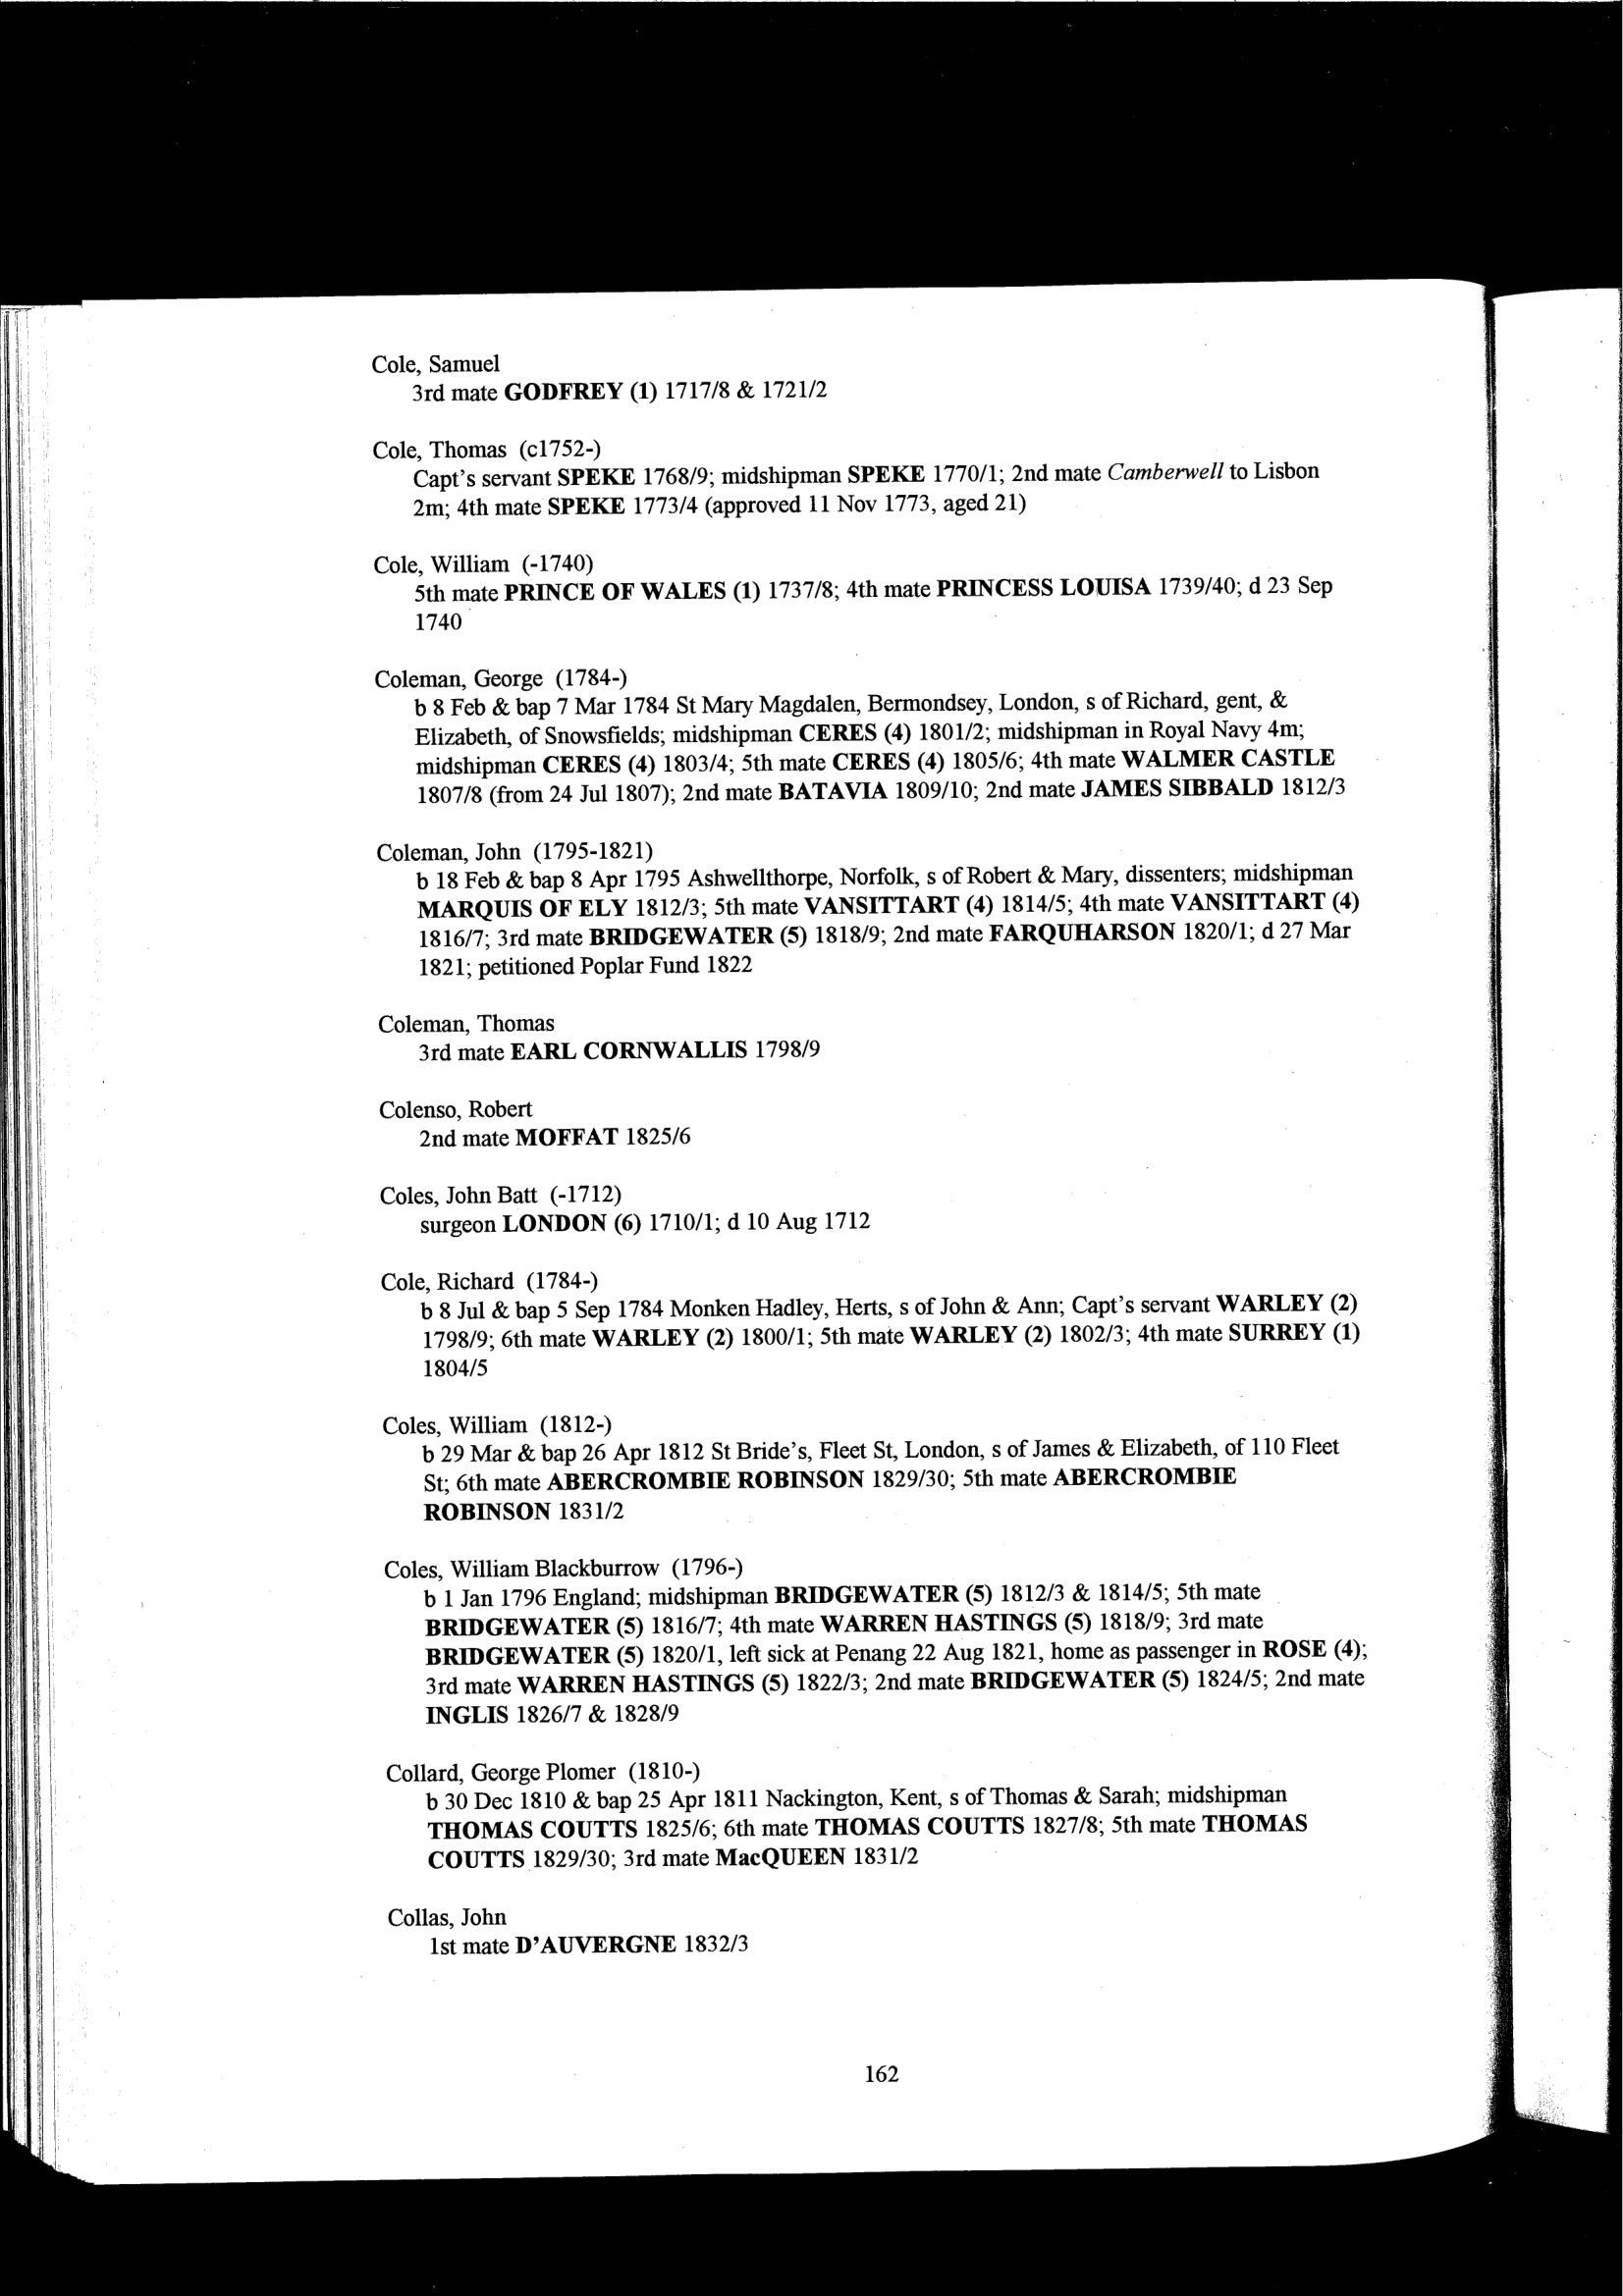 Cole, Samuel
3rd mate GODFREY (1) 1717/8 & 1721/2
Cole, Thomas (c1752-)
Capt's servant SPEKE 1768/9; midshipman SPEKE 1770/1; 2nd mate Camberwell to Lisbon
2m; 4th mate SPEKE 1773/4 (approved 11 Nov 1773, aged 21)
Cole, William (-1740)
5th mate PRINCE OF WALES (1) 1737/8; 4th mate PRINCESS LOUISA 1739/40; d 23 Sep
1740
Coleman, George (1784-)
b 8 Feb & bap 7 Mar 1784 St Mary Magdalen, Bermondsey, London, s of Richard, gent, &
Elizabeth, of Snowsfields; midshipman CERES (4) 1801/2; midshipman in Royal Navy 4m;
midshipman CERES (4) 1803/4; 5th mate CERES (4) 1805/6; 4th mate WALMER CASTLE
1807/8 (from 24 Jul 1807); 2nd mate BATAVIA 1809/10; 2nd mate JAMES SIBBALD 1812/3
Coleman, John (1795-1821)
b 18 Feb & bap 8 Apr 1795 Ashwellthorpe, Norfolk, s of Robert & Mary, dissenters; midshipman
MARQUIS OF ELY 1812/3; 5th mate VANSITTART (4) 1814/5; 4th mate VANSITTART (4)
1816/7; 3rd mate BRIDGEWATER (5) 1818/9; 2nd mate FARQUHARSON 1820/1; d 27 Mar
1821; petitioned Poplar Fund 1822
Coleman, Thomas
3rd mate EARL CORNWALLIS 1798/9
Colenso, Robert
2nd mate MOFFAT 1825/6
Coles, John Batt (-1712)
surgeon LONDON (6) 1710/1; d 10 Aug 1712
Cole, Richard (1784-)
b 8 Jul & bap 5 Sep 1784 Monken Hadley, Herts, s of John & Ann; Capt's servant WARLEY (2)
1798/9; 6th mate WARLEY (2) 1800/1; 5th mate WARLEY (2) 1802/3; 4th mate SURREY (1)
1804/5
Coles, William (1812-)
b 29 Mar & bap 26 Apr 1812 St Bride's, Fleet St, London, s of James & Elizabeth, of 110 Fleet
St; 6th mate ABERCROMBIE ROBINSON 1829/30; 5th mate ABERCROMBIE
ROBINSON 1831/2
Coles, William Blackburrow (1796-)
b 1 Jan 1796 England; midshipman BRIDGEWATER (5) 1812/3 & 1814/5; 5th mate
BRIDGEWATER (5) 1816/7; 4th mate WARREN HASTINGS (5) 1818/9; 3rd mate
BRIDGEWATER (5) 1820/1, left sick at Penang 22 Aug 1821, home as passenger in ROSE (4);
3rd mate WARREN HASTINGS (5) 1822/3; 2nd mate BRIDGEWATER (5) 1824/5; 2nd mate
INGLIS 1826/7 & 1828/9
Collard, George Plomer (1810-)
b 30 Dec 1810 & bap 25 Apr 1811 Nackington, Kent, s of Thomas & Sarah; midshipman
THOMAS COUTTS 1825/6; 6th mate THOMAS COUTTS 1827/8; 5th mate THOMAS
COUTTS 1829/30; 3rd mate MacQUEEN 1831/2
Collas, John
1st mate D'AUVERGNE 1832/3
162